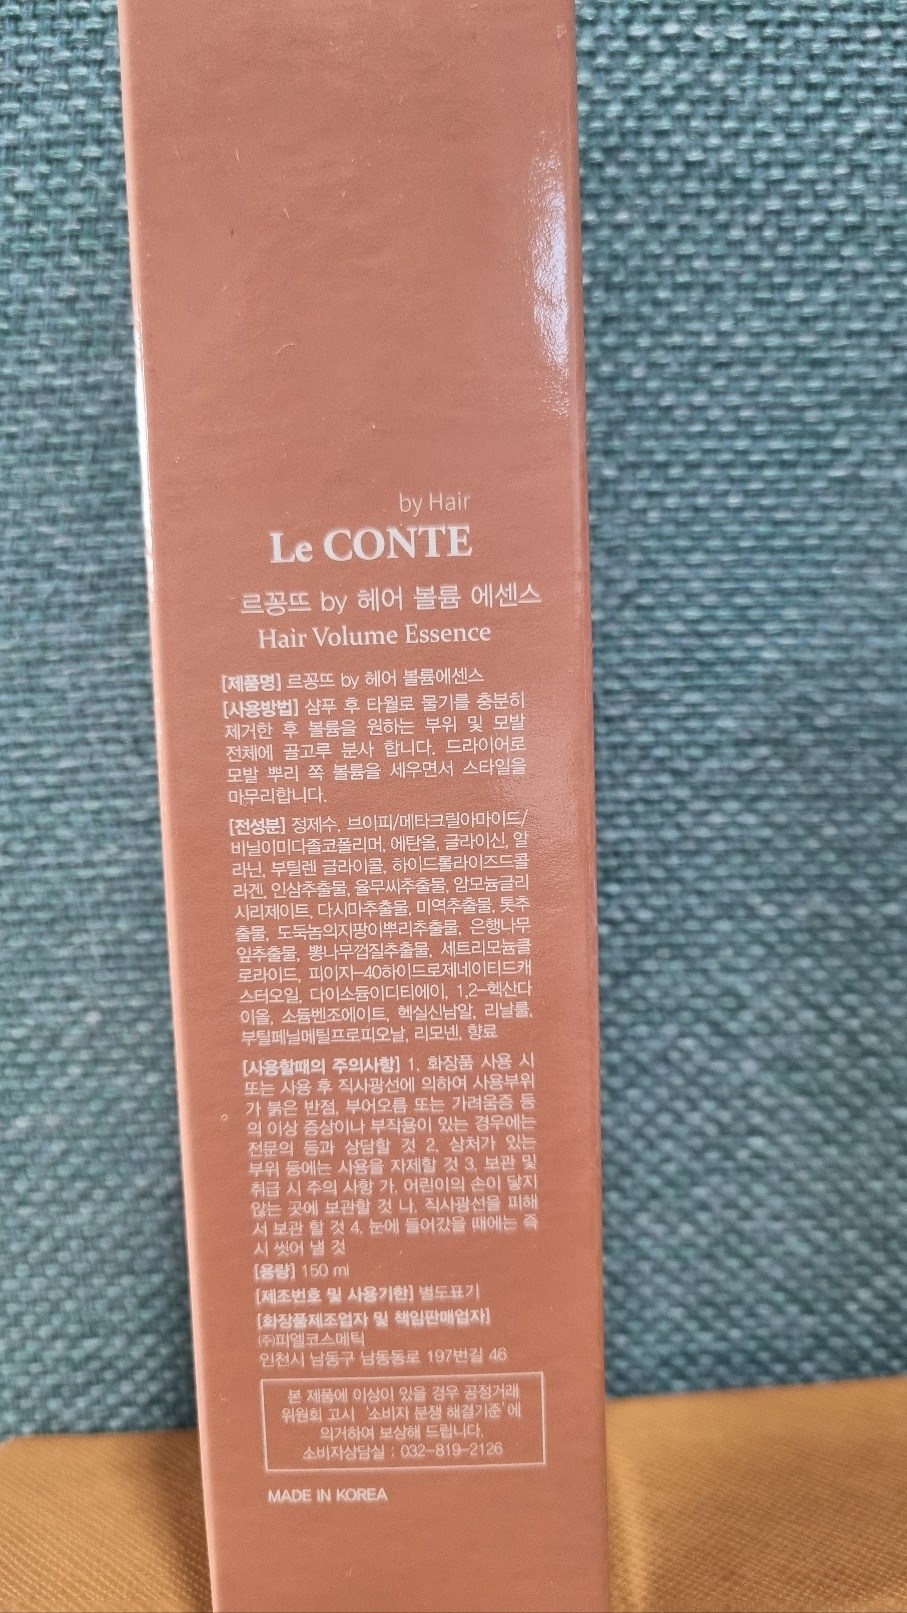 by Hair
Le CONTE
르꽁뜨 by 헤어 볼륨 에센스
Hair Volume Essence
[제품명] 르꽁뜨 by 헤어 볼륨에센스
[사용방법] 샴푸 후 타월로 물기를 충분히
제거한 후 볼륨을 원하는 부위 및 모발
전체에 골고루 분사 합니다. 드라이어로
모발 뿌리 쪽 볼륨을 세우면서 스타일을
마무리합니다.
[전성분] 정제수, 브이피/메타크릴아마이드/
비닐이미다졸코폴리머, 에탄올, 글라이신, 알
라닌, 부틸렌 글라이콜, 하이드롤라이즈드콜
라겐, 인삼추출물, 율무씨추출물, 암모늄글리
시리제이트, 다시마추출물, 미역추출물, 톳추
출물, 도둑놈의지팡이뿌리추출물, 은행나무
잎추출물, 뽕나무껍질추출물, 세트리모늄클
로라이드, 피이지-40하이드로제네이티드캐
스터오일, 다이소듐이디티에이, 1,2-헥산다
이올, 소듐벤조에이트, 헥실신남알, 리날룰,
부틸페닐메틸프로피오날, 리모넨, 향료
[사용할때의 주의사항] 1. 화장품 사용 시
또는 사용 후 직사광선에 의하여 사용부위
가 붉은 반점, 부어오름 또는 가려움증 등
의 이상 증상이나 부작용이 있는 경우에는
전문의 등과 상담할 것 2. 상처가 있는
부위 등에는 사용을 자제할 것 3. 보관 및
취급 시 주의 사항 가. 어린이의 손이 닿지
않는 곳에 보관할 것 나. 직사광선을 피해
서 보관 할 것 4. 눈에 들어갔을 때에는 즉
시 씻어 낼 것
[용량] 150 ml
[제조번호 및 사용기한] 별도표기
[화장품제조업자 및 책임판매업자]
㈜파엘코스메틱
인천시 남동구 남동동로 197번길 46
본 제품에 이상이 있을 경우 공정거래
위원회 고시 '소비자 분쟁 해결기준'에
의거하여 보상해 드립니다.
소비자상담실 : 032-819-2126
MADE IN KOREA